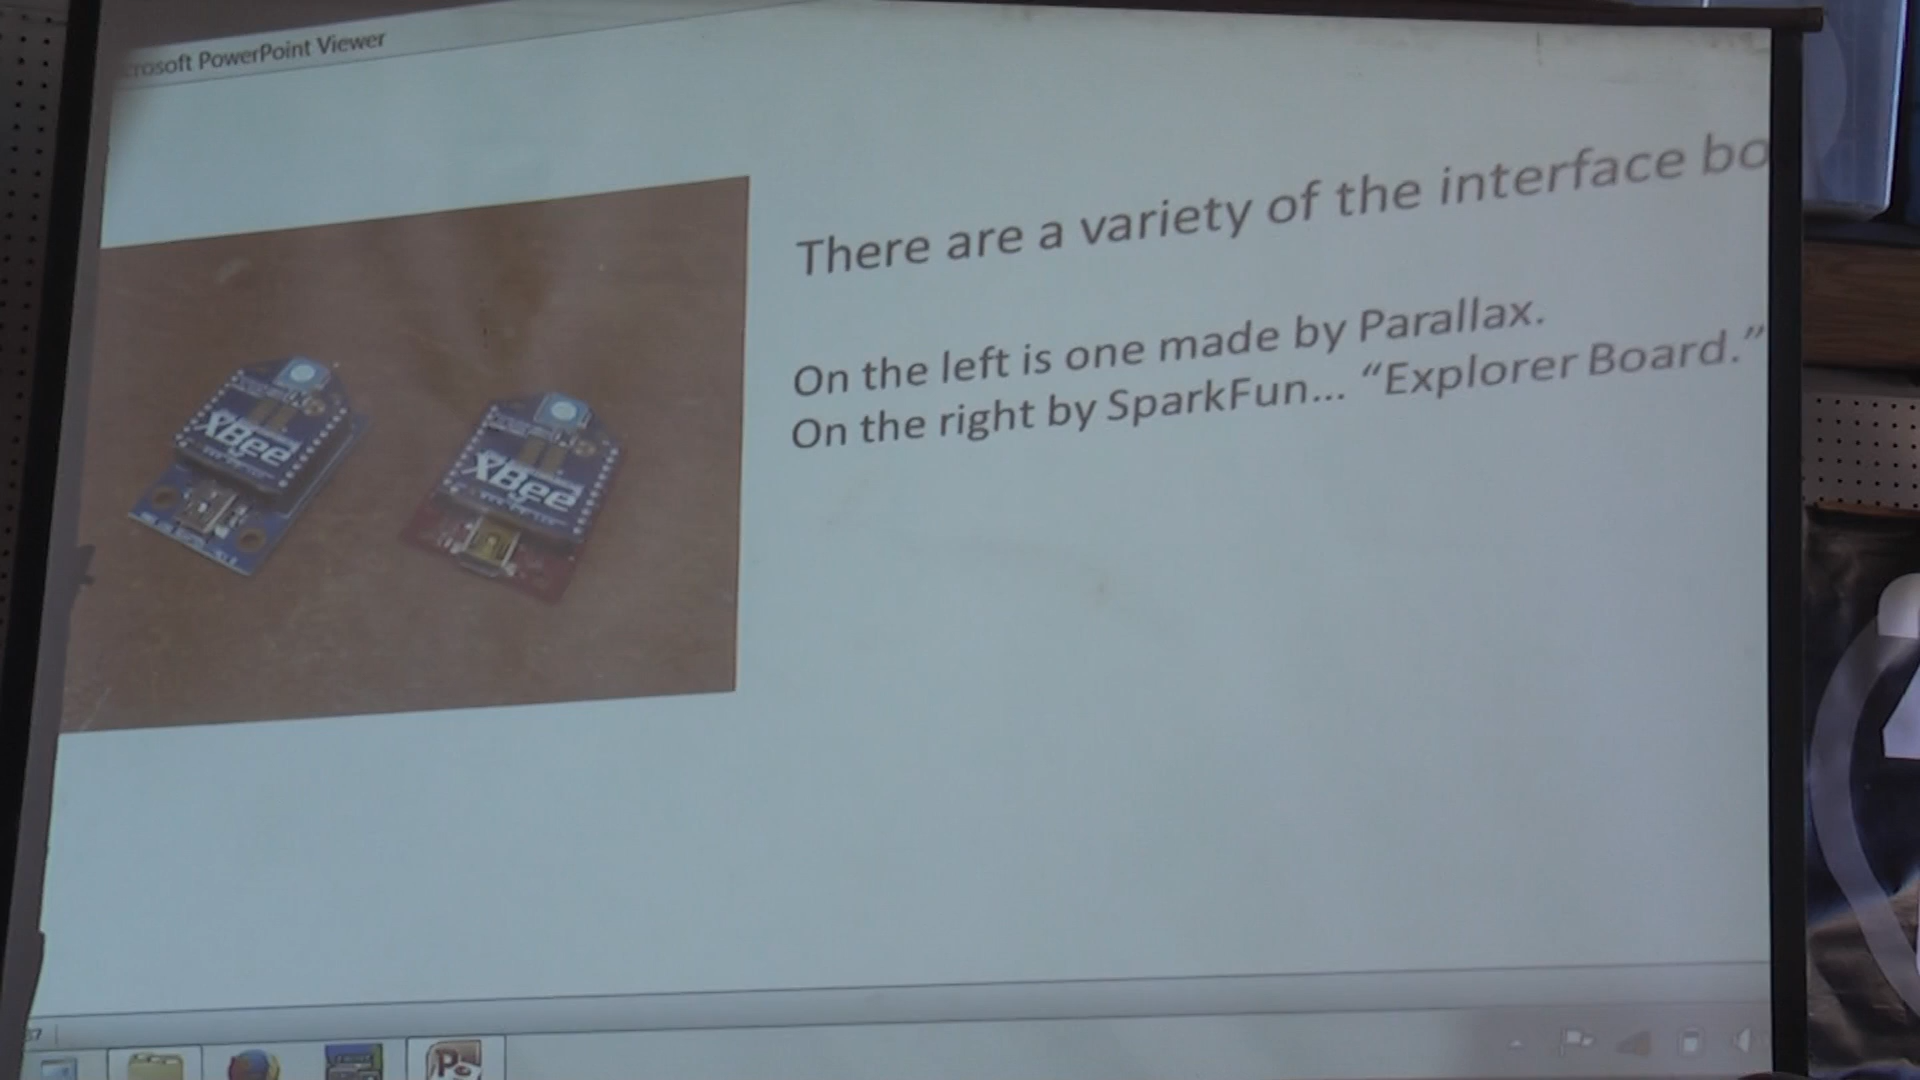 crosoft PowerPoint Viewer
There are a variety of the interface bo
On the left is one made by Parallax.
On the right by SparkFun... “Explorer Board.”
XBee
XBee